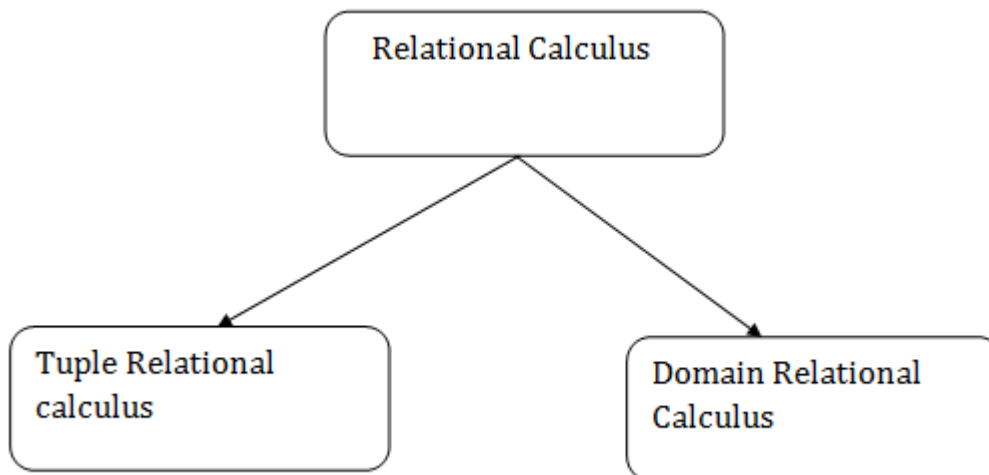 Relational Calculus
Tuple Relational
calculus
Domain Relational
Calculus